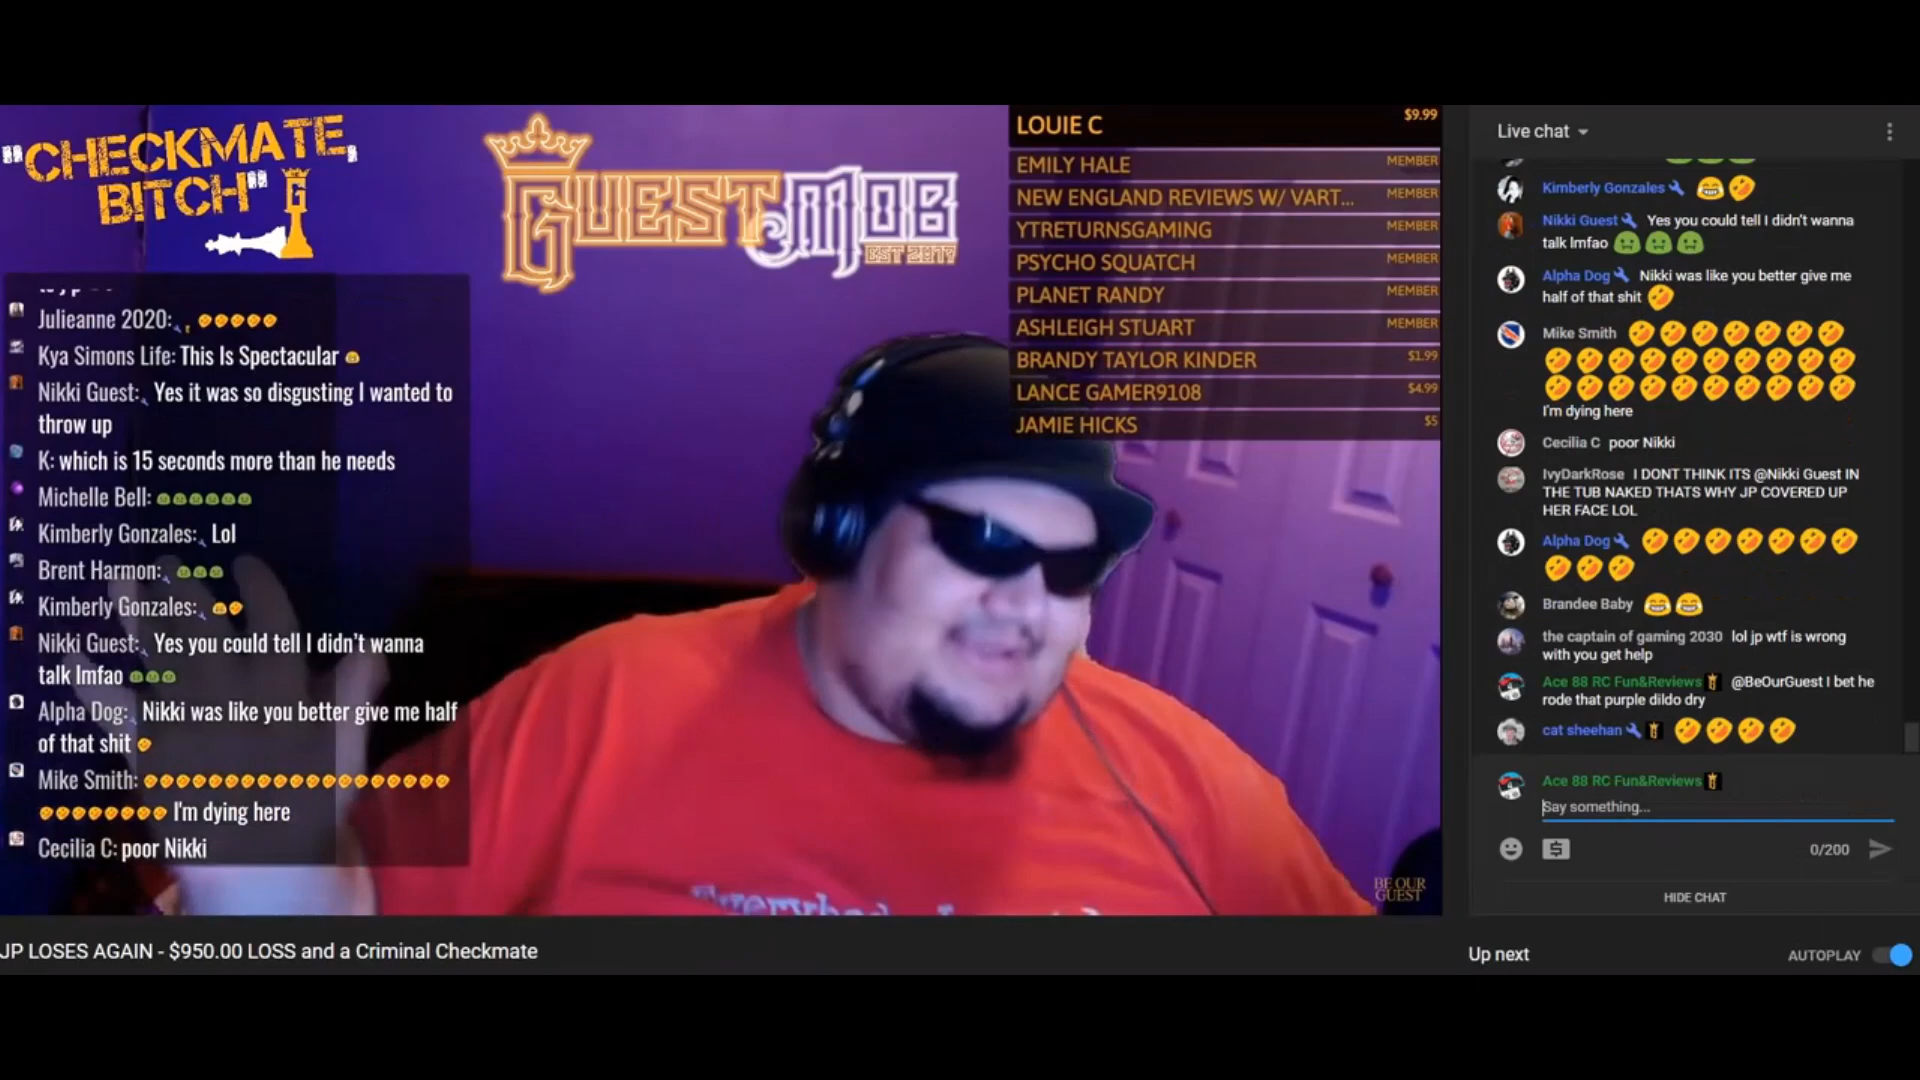 "CHECKMATE,
BITCH"
GUESTMOB
EST 2017
LOUIE C $9.99
EMILY HALE MEMBER
NEW ENGLAND REVIEWS W/ VART... MEMBER
YTRETURNSGAMING MEMBER
PSYCHO SQUATCH MEMBER
PLANET RANDY MEMBER
ASHLEIGH STUART MEMBER
BRANDY TAYLOR KINDER $1.99
LANCE GAMER9108 $4.99
JAMIE HICKS $5
Julieanne 2020:
Kya Simons Life: This Is Spectacular
Nikki Guest: Yes it was so disgusting I wanted to
throw up
K: which is 15 seconds more than he needs
Michelle Bell:
Kimberly Gonzales: Lol
Brent Harmon:
Kimberly Gonzales:
Nikki Guest: Yes you could tell I didn't wanna
talk lmfao
Alpha Dog: Nikki was like you better give me half
of that shit
Mike Smith:
I'm dying here
Cecilia C: poor Nikki
BE OUR
GUEST
JP LOSES AGAIN - $950.00 LOSS and a Criminal Checkmate
Live chat
Kimberly Gonzales
Nikki Guest Yes you could tell I didn't wanna
talk lmfao
Alpha Dog Nikki was like you better give me
half of that shit
Mike Smith
I'm dying here
Cecilia C poor Nikki
IvyDarkRose I DONT THINK ITS @Nikki Guest IN
THE TUB NAKED THATS WHY JP COVERED UP
HER FACE LOL
Alpha Dog
Brandee Baby
the captain of gaming 2030 lol jp wtf is wrong
with you get help
Ace 88 RC Fun&Reviews @BeOurGuest I bet he
rode that purple dildo dry
cat sheehan
Ace 88 RC Fun&Reviews
Say something...
0/200
HIDE CHAT
Up next
AUTOPLAY